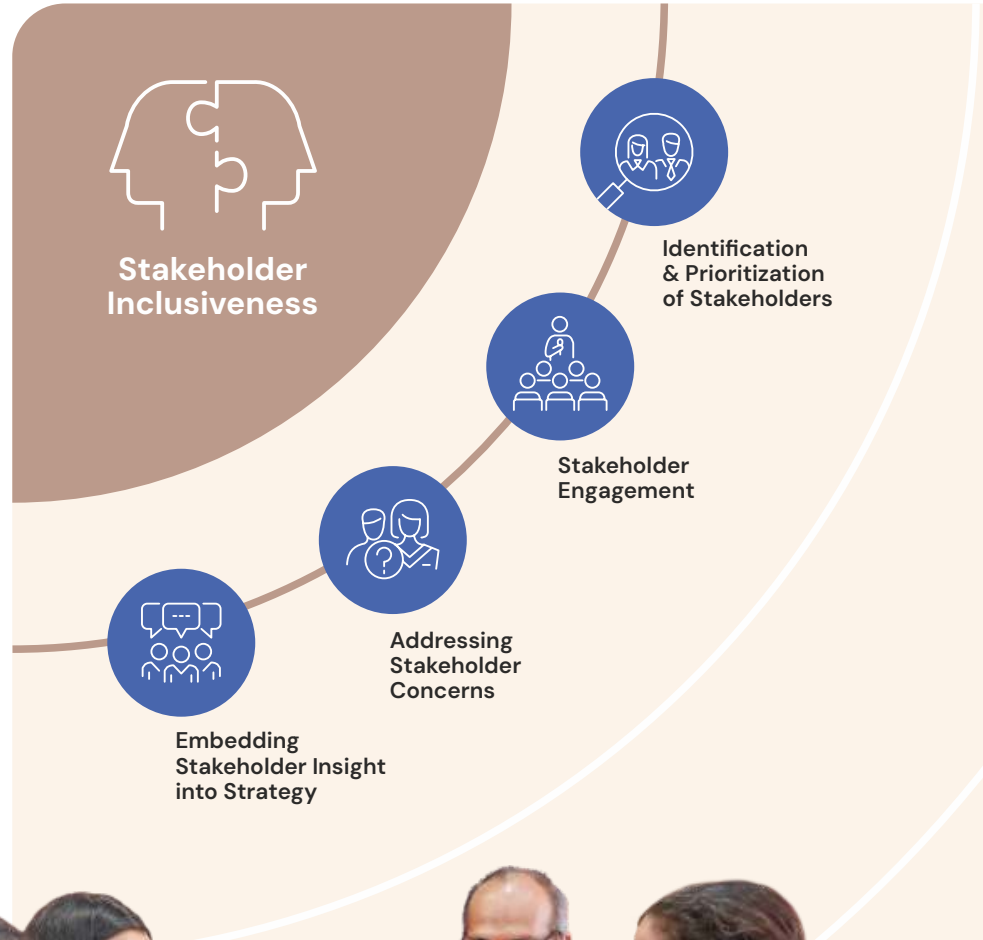 Stakeholder
Inclusiveness
Identification
& Prioritization
of Stakeholders
Stakeholder
Engagement
Addressing
Stakeholder
Concerns
Embedding
Stakeholder Insight
into Strategy